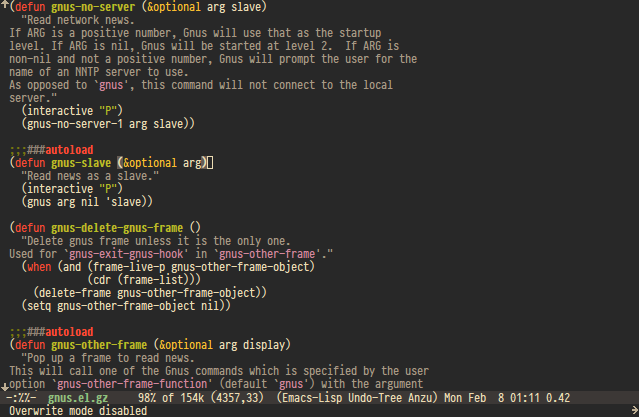 (defun gnus-no-server (&optional arg slave)
"Read network news.
If ARG is a positive number, Gnus will use that as the startup
level. If ARG is nil, Gnus will be started at level 2.  If ARG is
non-nil and not a positive number, Gnus will prompt the user for the
name of an NNTP server to use.
As opposed to `gnus', this command will not connect to the local
server."
(interactive "P")
(gnus-no-server-1 arg slave))
;;;###autoload
(defun gnus-slave (&optional arg)
"Read news as a slave."
(interactive "P")
(gnus arg nil 'slave))
(defun gnus-delete-gnus-frame ()
"Delete gnus frame unless it is the only one.
Used for `gnus-exit-gnus-hook' in `gnus-other-frame'."
(when (and (frame-live-p gnus-other-frame-object)
(cdr (frame-list)))
(delete-frame gnus-other-frame-object))
(setq gnus-other-frame-object nil))
;;;###autoload
(defun gnus-other-frame (&optional arg display)
"Pop up a frame to read news.
This will call one of the Gnus commands which is specified by the user
option `gnus-other-frame-function' (default `gnus') with the argument
-:%%-  gnus.el.gz     98% of 154k (4357,33)  (Emacs-Lisp Undo-Tree Anzu) Mon Feb  8 01:11 0.42
Overwrite mode disabled